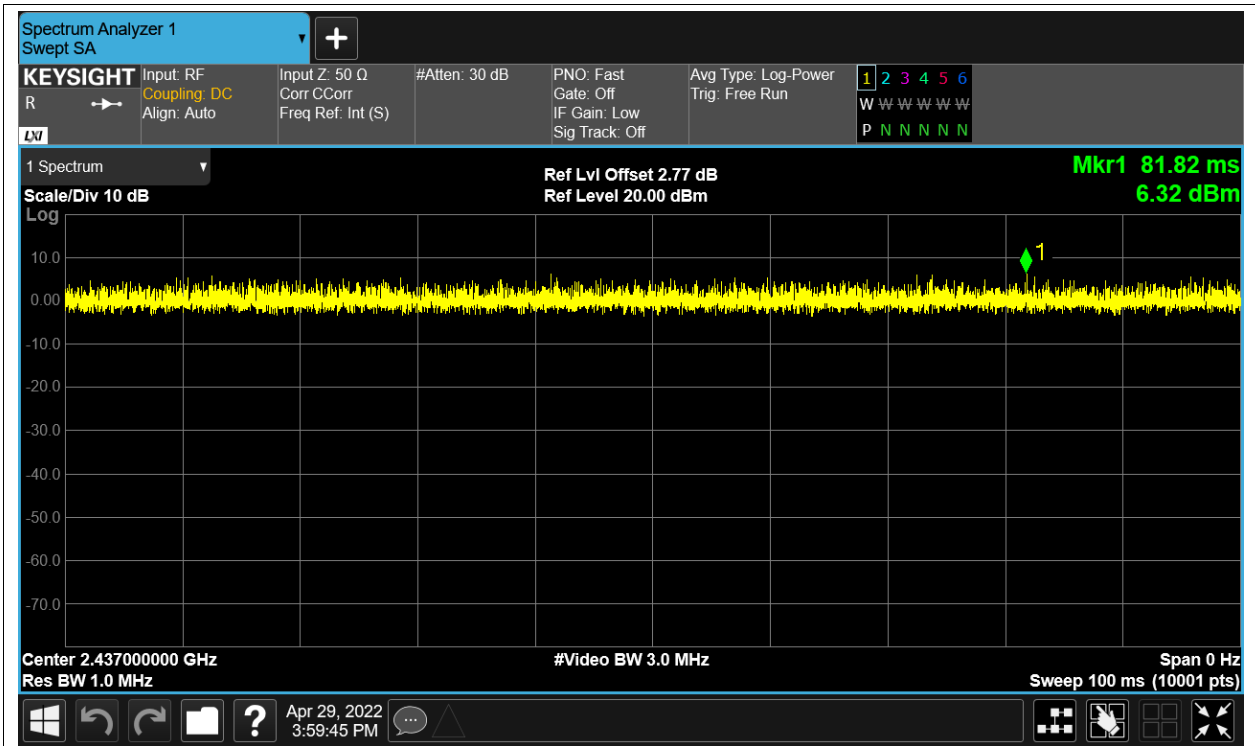 Spectrum Analyzer 1
Swept SA
▼
+
KEYSIGHT Input: RF Input Z: 50 Ω #Atten: 30 dB PNO: Fast Avg Type: Log-Power 1 2 3 4 5 6
R Coupling: DC Corr CCorr Gate: Off Trig: Free Run W W W W W W
Align: Auto Freq Ref: Int (S) IF Gain: Low
LXI Sig Track: Off P N N N N N
1 Spectrum ▼ Ref Lvl Offset 2.77 dB Mkr1 81.82 ms
Scale/Div 10 dB Ref Level 20.00 dBm 6.32 dBm
Log
1
10.0
0.00
-10.0
-20.0
-30.0
-40.0
-50.0
-60.0
-70.0
Center 2.437000000 GHz #Video BW 3.0 MHz Span 0 Hz
Res BW 1.0 MHz Sweep 100 ms (10001 pts)
? Apr 29, 2022
3:59:45 PM